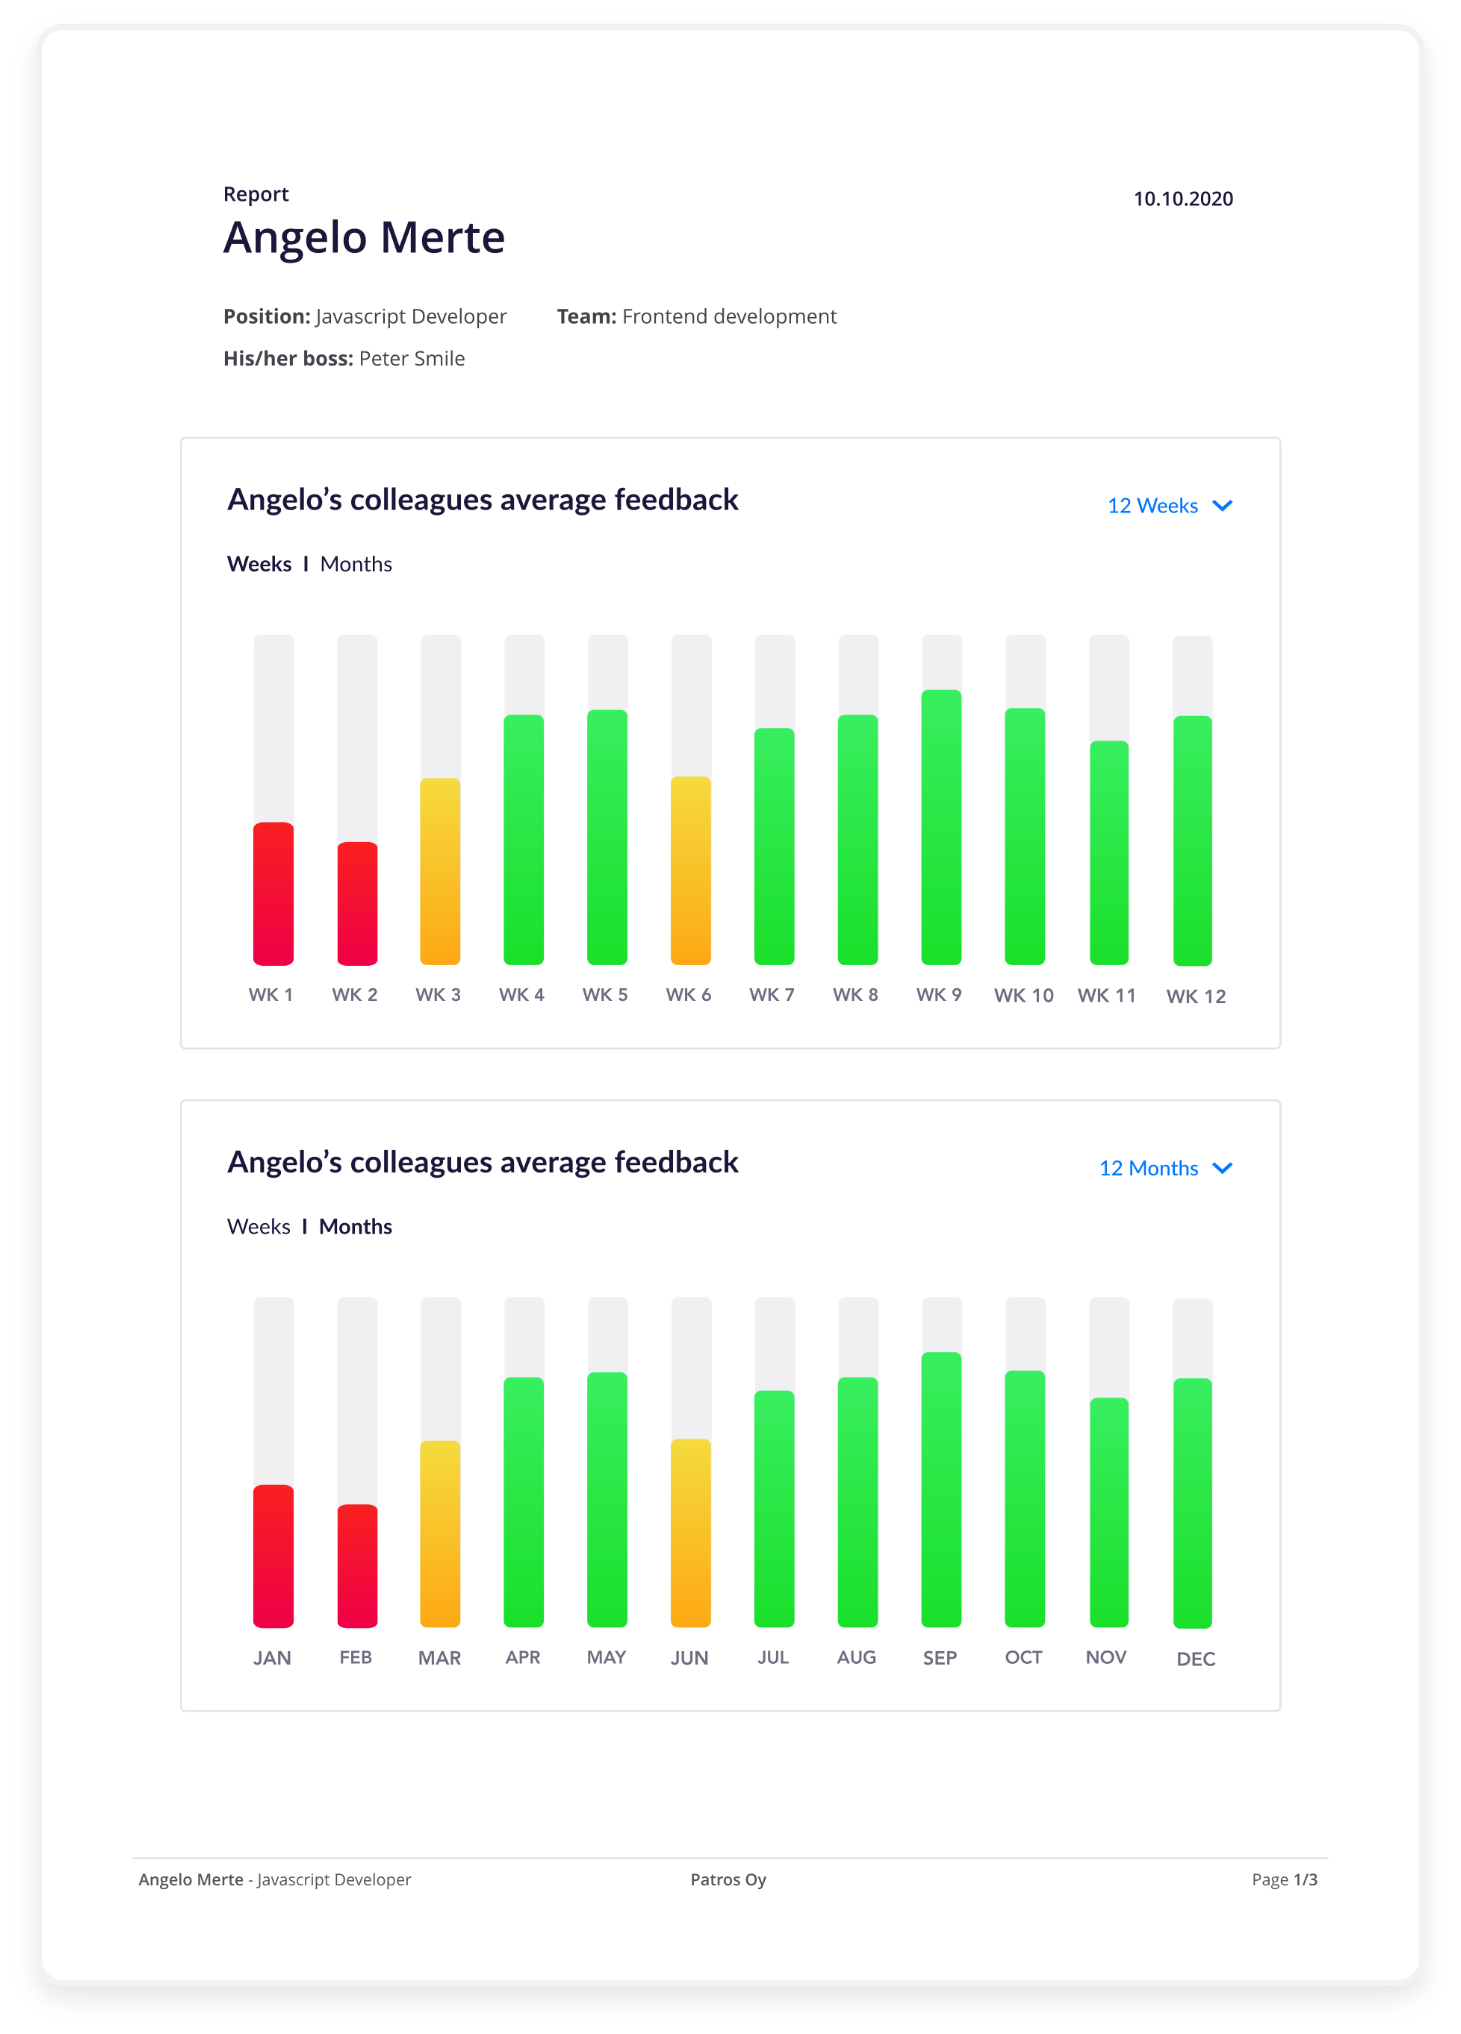 Report
10.10.2020
Angelo Merte
Position: Javascript Developer Team: Frontend development
His/her boss: Peter Smile
Angelo’s colleagues average feedback
12 Weeks
Weeks I Months
WK 1 WK 2 WK 3 WK 4 WK 5 WK 6 WK 7 WK 8 WK 9 WK 10 WK 11 WK 12
Angelo’s colleagues average feedback
12 Months
Weeks I Months
JAN FEB MAR APR MAY JUN JUL AUG SEP OCT NOV DEC
Angelo Merte - Javascript Developer Patros Oy Page 1/3